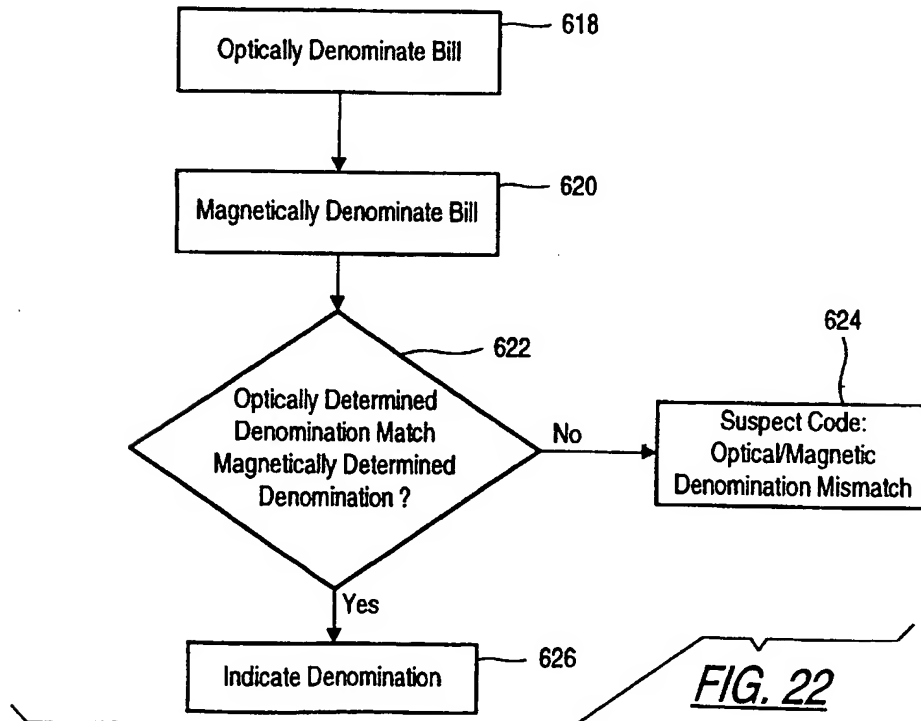 Optically Denominate Bill
618
Magnetically Denominate Bill
620
622
Optically Determined
Denomination Match
Magnetically Determined
Denomination ?
No
624
Suspect Code:
Optical/Magnetic
Denomination Mismatch
Yes
Indicate Denomination
626
FIG. 22